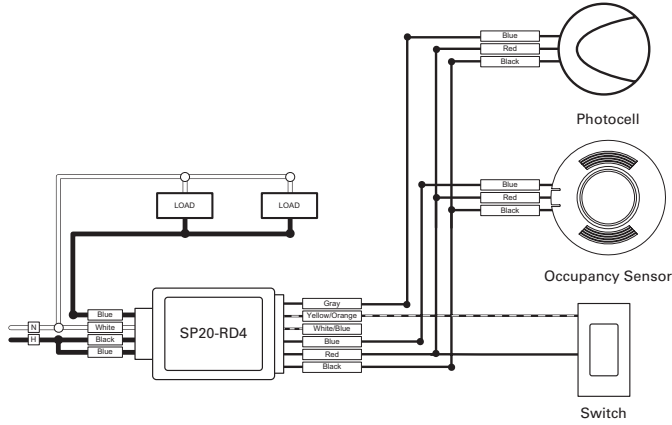 Blue
Red
Black
Photocell
Blue
Red
Black
Occupancy Sensor
LOAD
LOAD
N
H
Blue
White
Black
Blue
SP20-RD4
Gray
Yellow/Orange
White/Blue
Blue
Red
Black
Switch